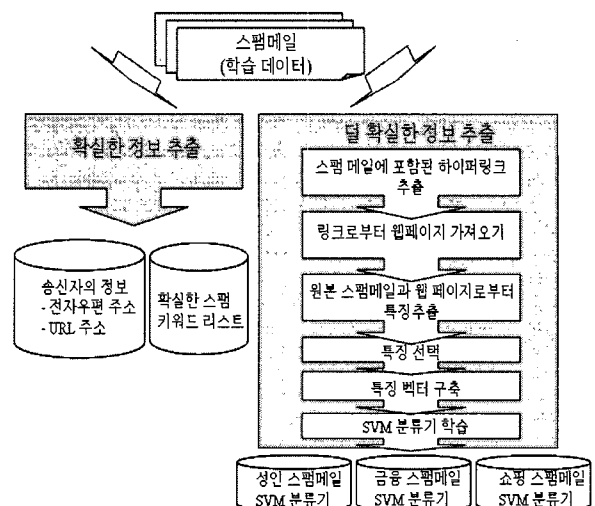 스팸메일
(학습 데이터)
확실한 정보 추출
덜 확실한 정보 추출
스팸 메일에 포함된 하이퍼링크
추출
링크로부터 웹페이지 가져오기
원본 스팸메일과 웹 페이지로부터
특징추출
특징 선택
특징 벡터 구축
SVM 분류기 학습
송신자의 정보
- 전자우편 주소
- URL 주소
확실한 스팸
키워드 리스트
성인 스팸메일
SVM 분류기
금융 스팸메일
SVM 분류기
쇼핑 스팸메일
SVM 분류기